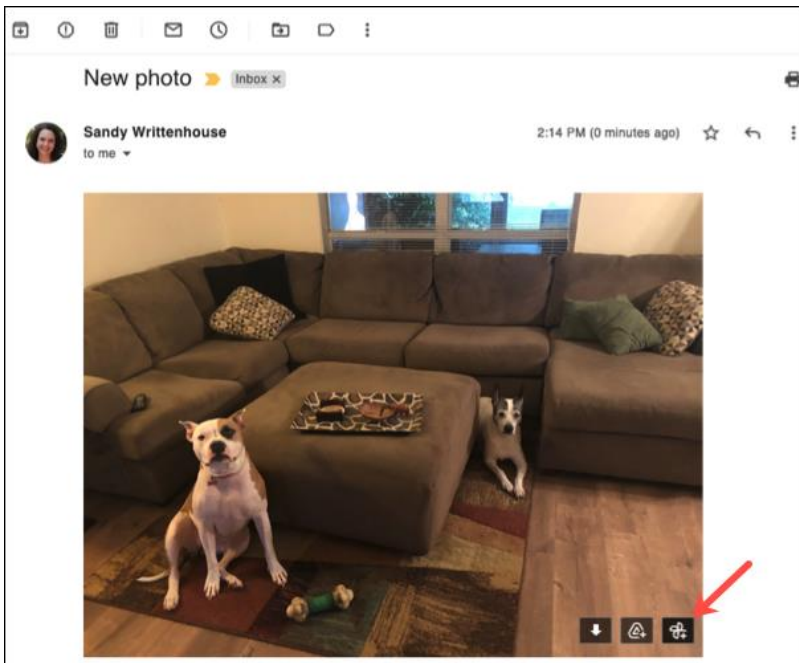 New photo
Inbox ×
Sandy Writtenhouse
2:14 PM (0 minutes ago)
to me